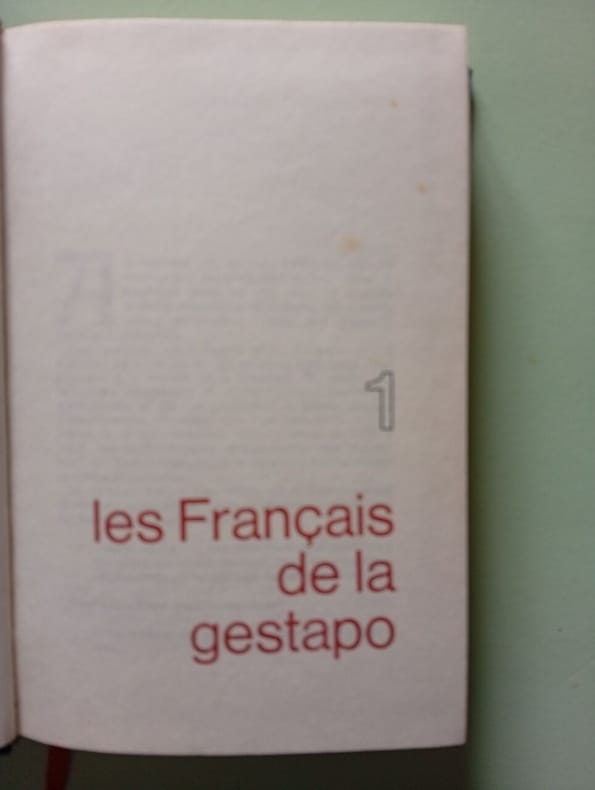 1
les Français
de la
gestapo